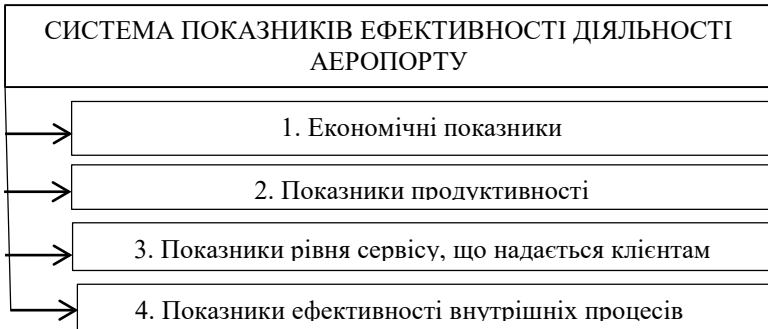 СИСТЕМА ПОКАЗНИКІВ ЕФЕКТИВНОСТІ ДІЯЛЬНОСТІ
АЕРОПОРТУ
1. Економічні показники
2. Показники продуктивності
3. Показники рівня сервісу, що надається клієнтам
4. Показники ефективності внутрішніх процесів